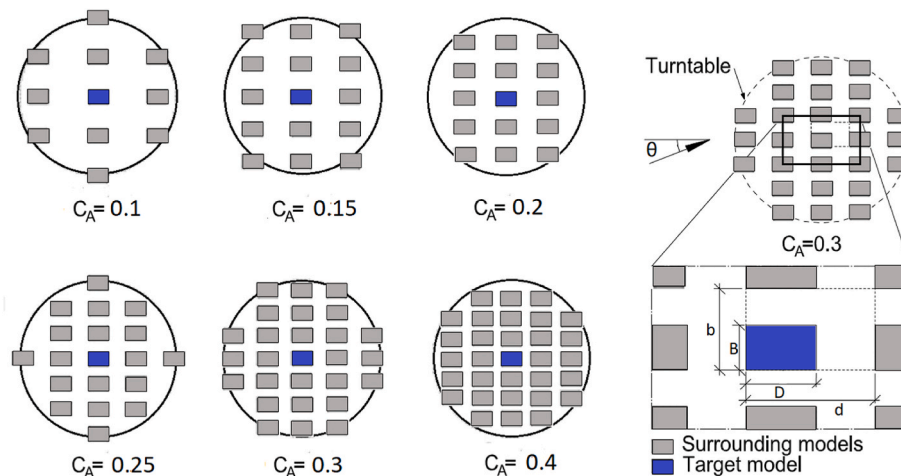 C_A= 0.1
C_A= 0.15
C_A= 0.2
Turntable
θ
C_A=0.3
C_A= 0.25
C_A= 0.3
C_A= 0.4
b
B
D
d
Surrounding models
Target model